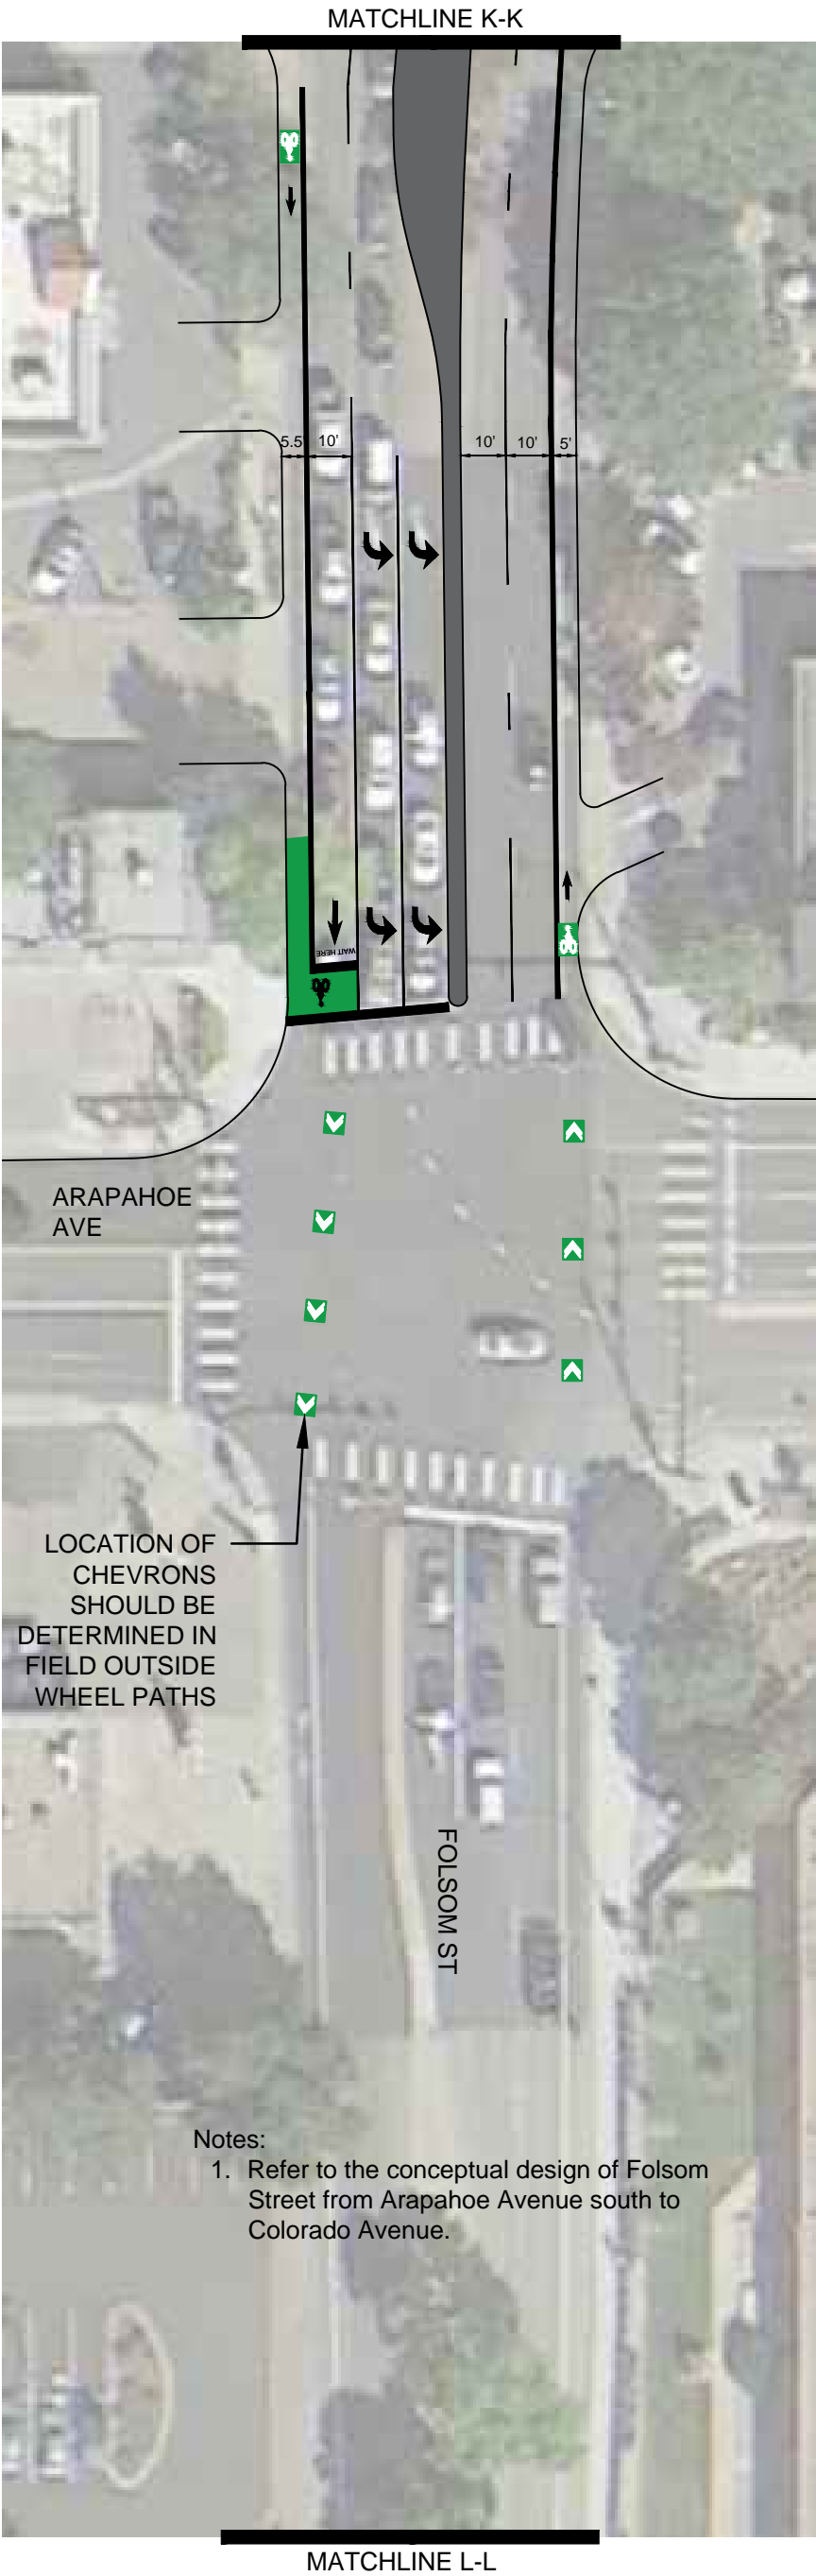 MATCHLINE K-K
5.5'
10'
10'
10'
5'
WAIT HERE
ARAPAHOE
AVE
LOCATION OF
CHEVRONS
SHOULD BE
DETERMINED IN
FIELD OUTSIDE
WHEEL PATHS
FOLSOM ST
Notes:
1. Refer to the conceptual design of Folsom
Street from Arapahoe Avenue south to
Colorado Avenue.
MATCHLINE L-L